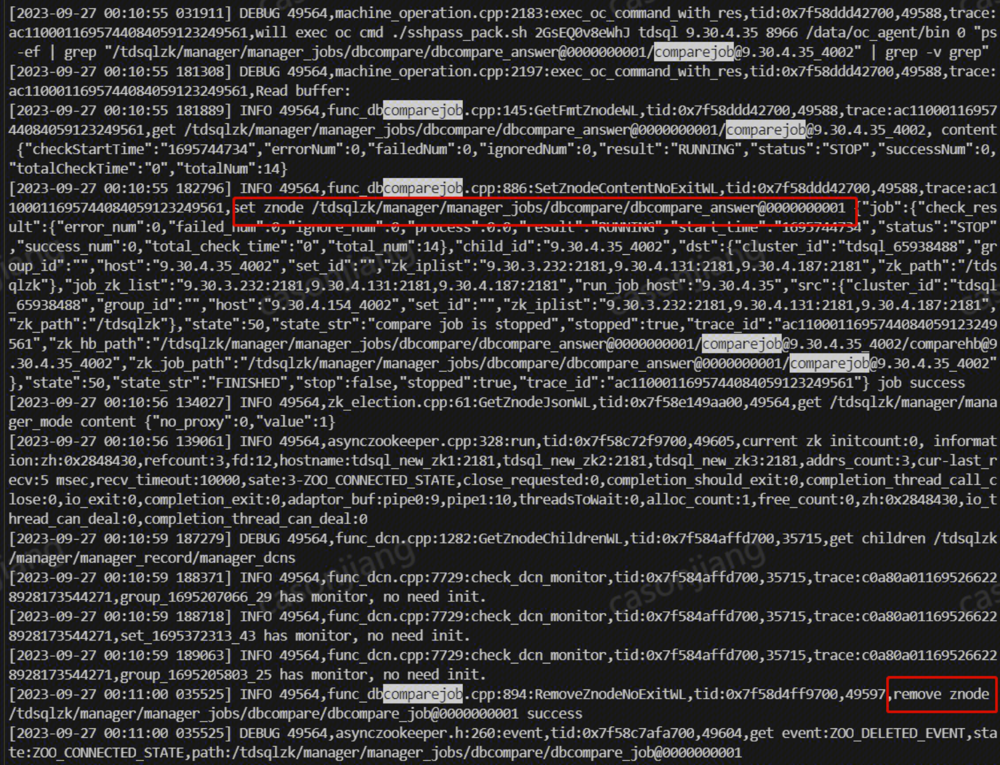 [2023-09-27 00:10:55 031911] DEBUG 49564,machine_operation.cpp:2183:exec_oc_command_with_res,tid:0x7f58ddd42700,49588,trace:
ac11000116957440840591232​49561,will exec oc cmd ./sshpass_pack.sh 2GsEQ0v8eWhJ tdsql 9.30.4.35 8966 /data/oc_agent/bin 0 "ps
-ef | grep "/tdsqlzk/manager/manager_jobs/dbcompare/dbcompare_answer@0000000001/comparejob@9.30.4.35_4002" | grep -v grep"
[2023-09-27 00:10:55 181308] DEBUG 49564,machine_operation.cpp:2197:exec_oc_command_with_res,tid:0x7f58ddd42700,49588,trace:
ac1100011695744084059123249561,Read buffer:
[2023-09-27 00:10:55 181889] INFO 49564,func_dbcomparejob.cpp:145:GetFmtZnodeWL,tid:0x7f58ddd42700,49588,trace:ac11000116957
44084059123249561,get /tdsqlzk/manager/manager_jobs/dbcompare/dbcompare_answer@0000000001/comparejob@9.30.4.35_4002, content
{"checkStartTime":"1695744734","errorNum":0,"failedNum":0,"ignoredNum":0,"result":"RUNNING","status":"STOP","successNum":0,
"totalCheckTime":"0","totalNum":14}
[2023-09-27 00:10:55 182796] INFO 49564,func_dbcomparejob.cpp:886:SetZnodeContentNoExitWL,tid:0x7f58ddd42700,49588,trace:ac1
100011695744084059123249561,set znode /tdsqlzk/manager/manager_jobs/dbcompare/dbcompare_answer@0000000001 {"job":{"check_res
ult":{"error_num":0,"failed_num":0,"ignore_num":0,"process":0.0,"result":"RUNNING","start_time":"1695744734","status":"STOP"
,"success_num":0,"total_check_time":"0","total_num":14},"child_id":"9.30.4.35_4002","dst":{"cluster_id":"tdsql_65938488","gr
oup_id":"","host":"9.30.4.35_4002","set_id":"","zk_iplist":"9.30.3.232:2181,9.30.4.131:2181,9.30.4.187:2181","zk_path":"/tds
qlzk"},"job_zk_list":"9.30.3.232:2181,9.30.4.131:2181,9.30.4.187:2181","run_job_host":"9.30.4.35","src":{"cluster_id":"tdsql
_65938488","group_id":"","host":"9.30.4.154_4002","set_id":"","zk_iplist":"9.30.3.232:2181,9.30.4.131:2181,9.30.4.187:2181",
"zk_path":"/tdsqlzk"},"state":50,"state_str":"compare job is stopped","stopped":true,"trace_id":"ac1100011695744084059123249
561","zk_hb_path":"/tdsqlzk/manager/manager_jobs/dbcompare/dbcompare_answer@0000000001/comparejob@9.30.4.35_4002/comparehb@9
.30.4.35_4002","zk_job_path":"/tdsqlzk/manager/manager_jobs/dbcompare/dbcompare_answer@0000000001/comparejob@9.30.4.35_4002"
},"state":50,"state_str":"FINISHED","stop":false,"stopped":true,"trace_id":"ac1100011695744084059123249561"} job success
[2023-09-27 00:10:56 134027] INFO 49564,zk_election.cpp:61:GetZnodeJsonWL,tid:0x7f58e149aa00,49564,get /tdsqlzk/manager/mana
ger_mode content {"no_proxy":0,"value":1}
[2023-09-27 00:10:56 139061] INFO 49564,asynczookeeper.cpp:328:run,tid:0x7f58c72f9700,49605,current zk initcount:0, informat
ion:zh:0x2848430,refcount:3,fd:12,hostname:tdsql_new_zk1:2181,tdsql_new_zk2:2181,tdsql_new_zk3:2181,addrs_count:3,cur-last_r
ecv:5 msec,recv_timeout:10000,sate:3-ZOO_CONNECTED_STATE,close_requested:0,completion_should_exit:0,completion_thread_call_c
lose:0,io_exit:0,completion_exit:0,adaptor_buf:pipe0:9,pipe1:10,threadsToWait:0,alloc_count:1,free_count:0,zh:0x2848430,io_t
hread_can_deal:0,completion_thread_can_deal:0
[2023-09-27 00:10:59 187279] DEBUG 49564,func_dcn.cpp:1282:GetZnodeChildrenWL,tid:0x7f584affd700,35715,get children /tdsqlzk
/manager/manager_record/manager_dcns
[2023-09-27 00:10:59 188371] INFO 49564,func_dcn.cpp:7729:check_dcn_monitor,tid:0x7f584affd700,35715,trace:c0a80a01169526622
8928173544271,group_1695207066_29 has monitor, no need init.
[2023-09-27 00:10:59 188718] INFO 49564,func_dcn.cpp:7729:check_dcn_monitor,tid:0x7f584affd700,35715,trace:c0a80a01169526622
8928173544271,set_1695372313_43 has monitor, no need init.
[2023-09-27 00:10:59 189063] INFO 49564,func_dcn.cpp:7729:check_dcn_monitor,tid:0x7f584affd700,35715,trace:c0a80a01169526622
8928173544271,group_1695205803_25 has monitor, no need init.
[2023-09-27 00:11:00 035525] INFO 49564,func_dbcomparejob.cpp:894:RemoveZnodeNoExitWL,tid:0x7f58d4ff9700,49597,remove znode
/tdsqlzk/manager/manager_jobs/dbcompare/dbcompare_job@0000000001 success
[2023-09-27 00:11:00 035525] DEBUG 49564,asynczookeeper.h:260:event,tid:0x7f58c7afa700,49604,get event:ZOO_DELETED_EVENT,sta
te:ZOO_CONNECTED_STATE,path:/tdsqlzk/manager/manager_jobs/dbcompare/dbcompare_job@0000000001
casonjiang
casonjiang
casonjiang
casonjiang